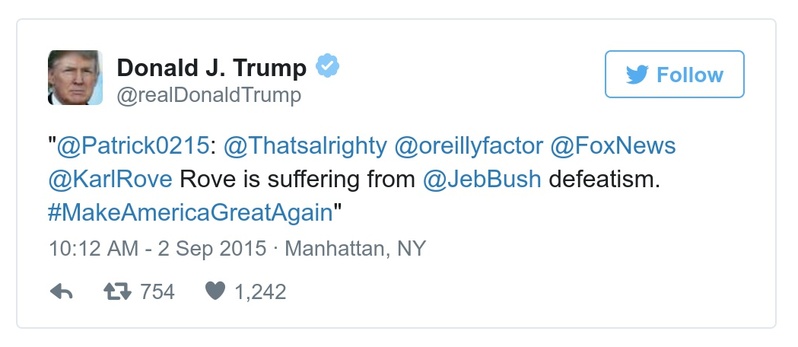 Donald J. Trump
@realDonaldTrump
Follow
"@Patrick0215: @Thatsalrighty @oreillyfactor @FoxNews
@KarlRove Rove is suffering from @JebBush defeatism.
#MakeAmericaGreatAgain"
10:12 AM - 2 Sep 2015 · Manhattan, NY
754 1,242